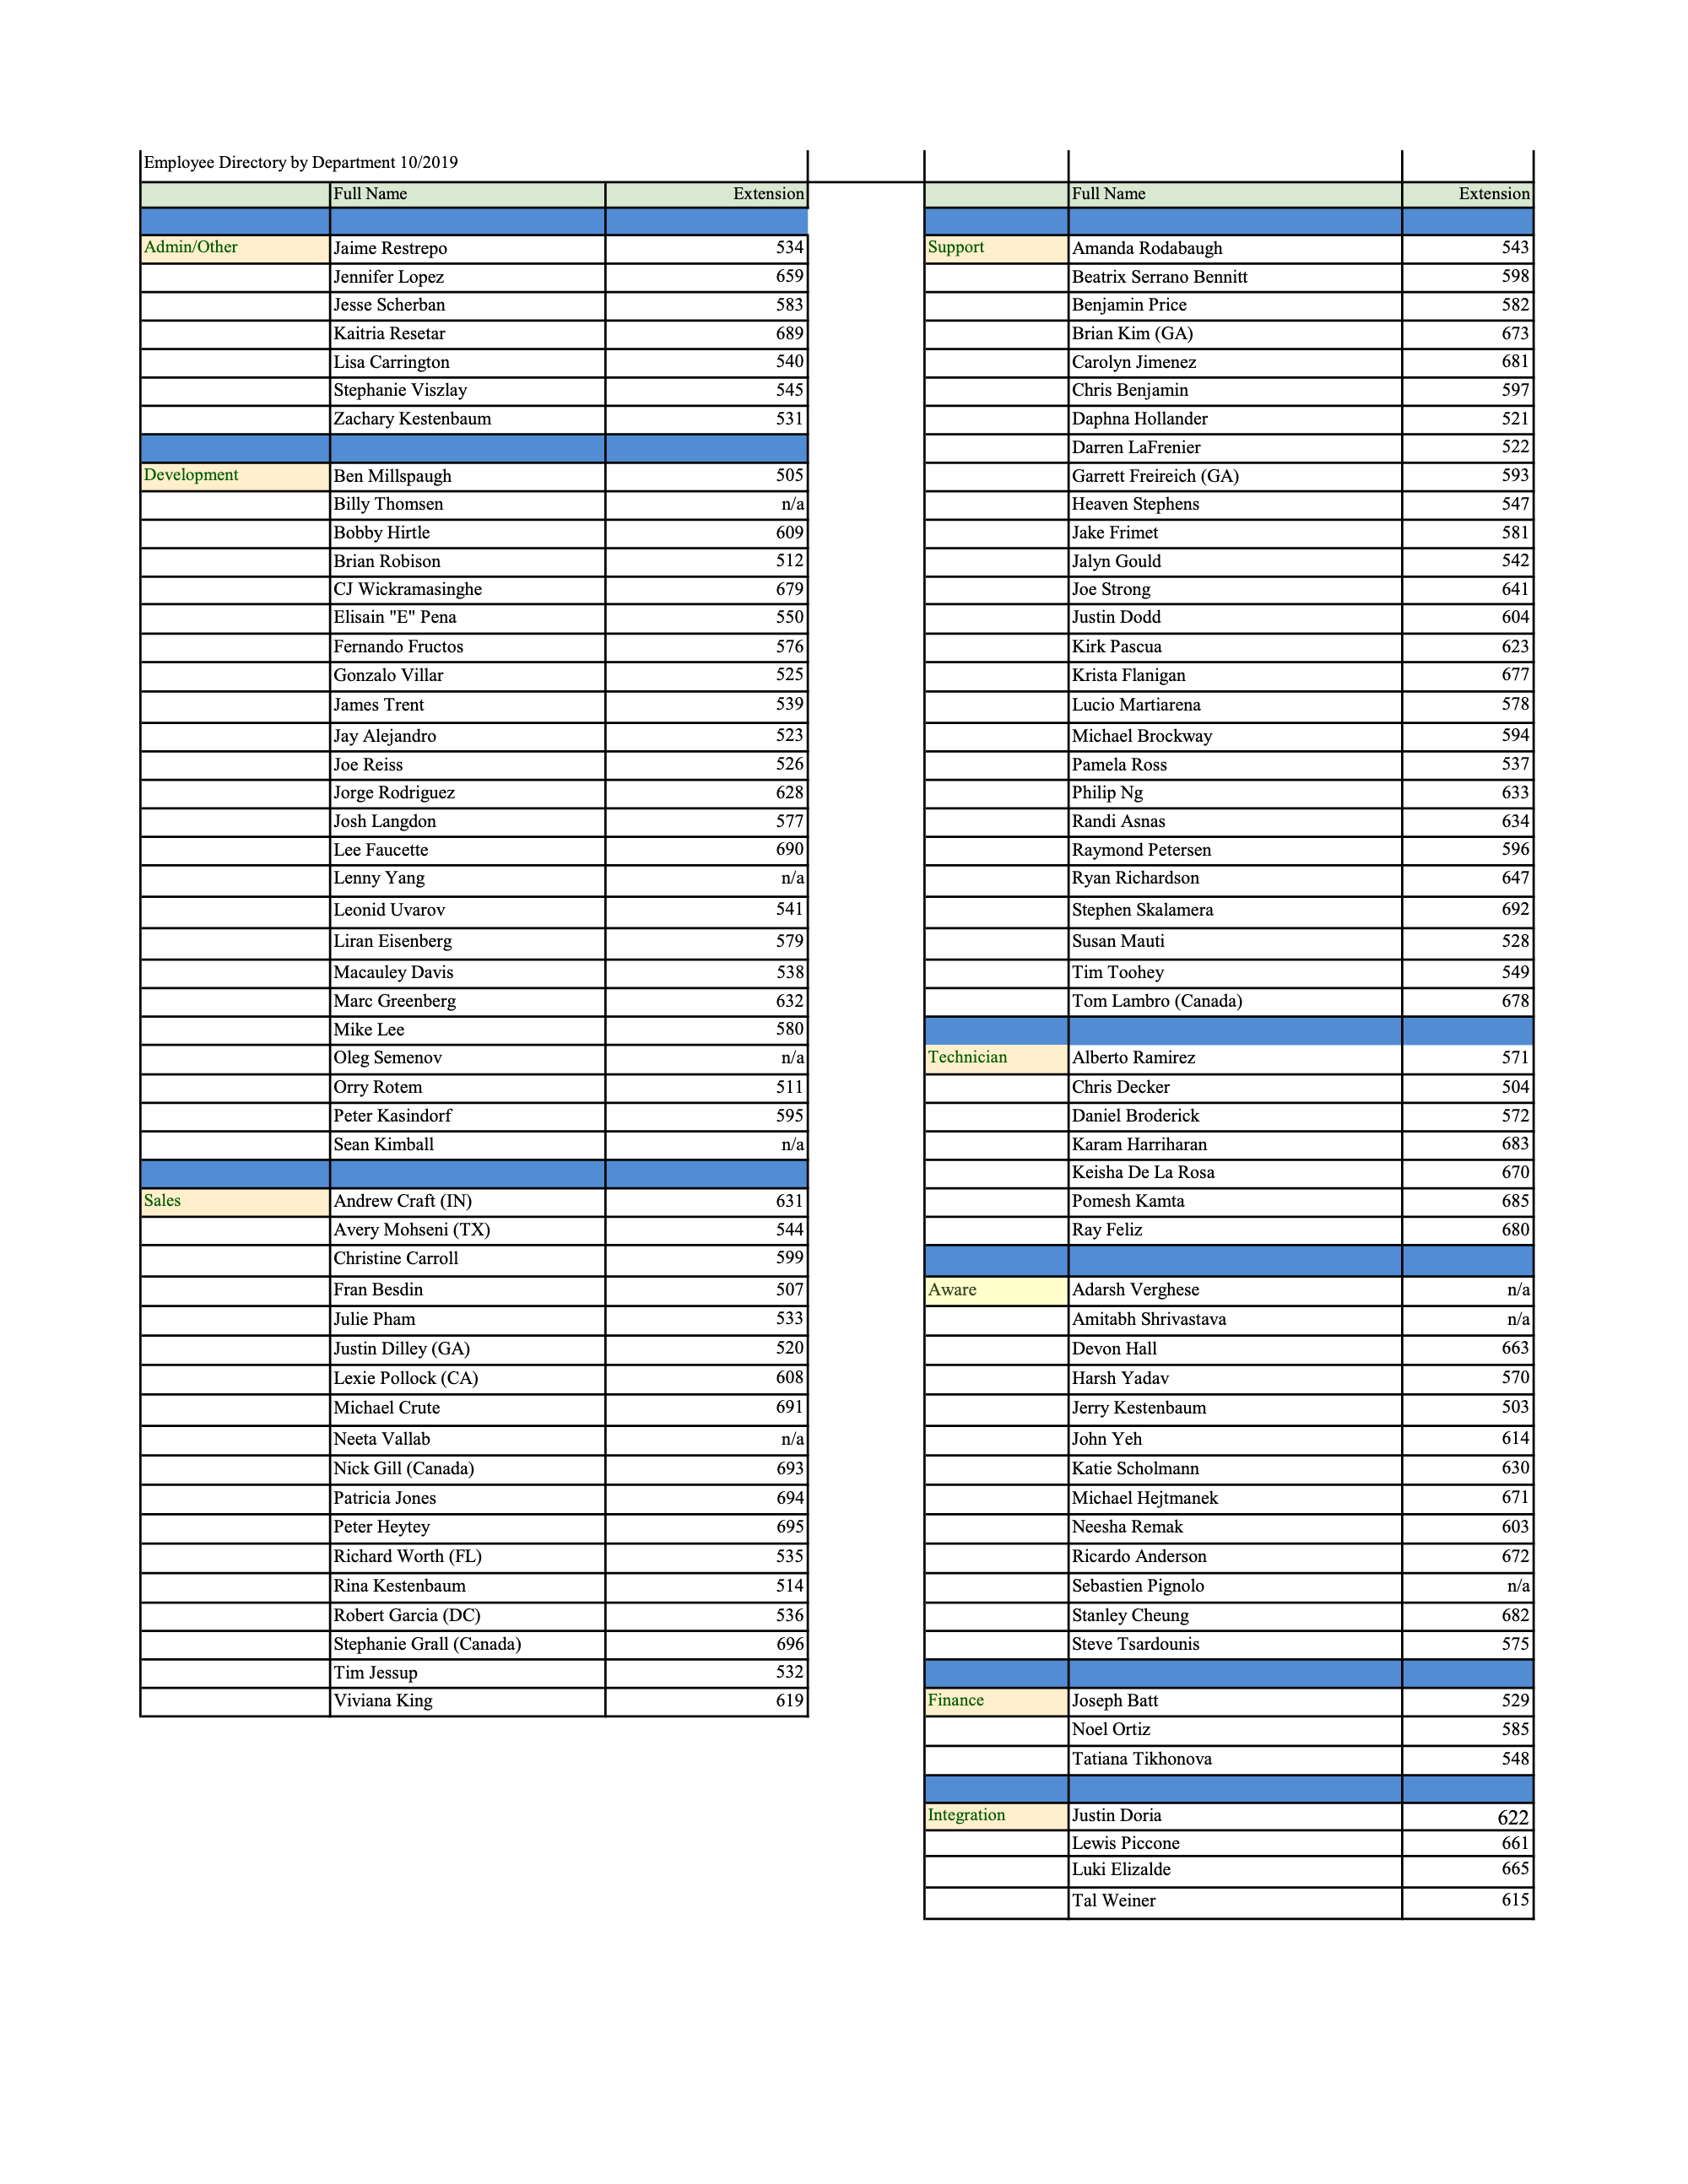 Employee Directory by Department 10/2019
Full Name Extension
Admin/Other Jaime Restrepo 534
Jennifer Lopez 659
Jesse Scherban 583
Kaitria Resetar 689
Lisa Carrington 540
Stephanie Viszlay 545
Zachary Kestenbaum 531
Development Ben Millspaugh 505
Billy Thomsen n/a
Bobby Hirtle 609
Brian Robison 512
CJ Wickramasinghe 679
Elisain "E" Pena 550
Fernando Fructos 576
Gonzalo Villar 525
James Trent 539
Jay Alejandro 523
Joe Reiss 526
Jorge Rodriguez 628
Josh Langdon 577
Lee Faucette 690
Lenny Yang n/a
Leonid Uvarov 541
Liran Eisenberg 579
Macauley Davis 538
Marc Greenberg 632
Mike Lee 580
Oleg Semenov n/a
Orry Rotem 511
Peter Kasindorf 595
Sean Kimball n/a
Sales Andrew Craft (IN) 631
Avery Mohseni (TX) 544
Christine Carroll 599
Fran Besdin 507
Julie Pham 533
Justin Dilley (GA) 520
Lexie Pollock (CA) 608
Michael Crute 691
Neeta Vallab n/a
Nick Gill (Canada) 693
Patricia Jones 694
Peter Heytey 695
Richard Worth (FL) 535
Rina Kestenbaum 514
Robert Garcia (DC) 536
Stephanie Grall (Canada) 696
Tim Jessup 532
Viviana King 619
Full Name Extension
Support Amanda Rodabaugh 543
Beatrix Serrano Bennitt 598
Benjamin Price 582
Brian Kim (GA) 673
Carolyn Jimenez 681
Chris Benjamin 597
Daphna Hollander 521
Darren LaFrenier 522
Garrett Freireich (GA) 593
Heaven Stephens 547
Jake Frimet 581
Jalyn Gould 542
Joe Strong 641
Justin Dodd 604
Kirk Pascua 623
Krista Flanigan 677
Lucio Martiarena 578
Michael Brockway 594
Pamela Ross 537
Philip Ng 633
Randi Asnas 634
Raymond Petersen 596
Ryan Richardson 647
Stephen Skalamera 692
Susan Mauti 528
Tim Toohey 549
Tom Lambro (Canada) 678
Technician Alberto Ramirez 571
Chris Decker 504
Daniel Broderick 572
Karam Harriharan 683
Keisha De La Rosa 670
Pomesh Kamta 685
Ray Feliz 680
Aware Adarsh Verghese n/a
Amitabh Shrivastava n/a
Devon Hall 663
Harsh Yadav 570
Jerry Kestenbaum 503
John Yeh 614
Katie Scholmann 630
Michael Hejtmanek 671
Neesha Remak 603
Ricardo Anderson 672
Sebastien Pignolo n/a
Stanley Cheung 682
Steve Tsardounis 575
Finance Joseph Batt 529
Noel Ortiz 585
Tatiana Tikhonova 548
Integration Justin Doria 622
Lewis Piccone 661
Luki Elizalde 665
Tal Weiner 615